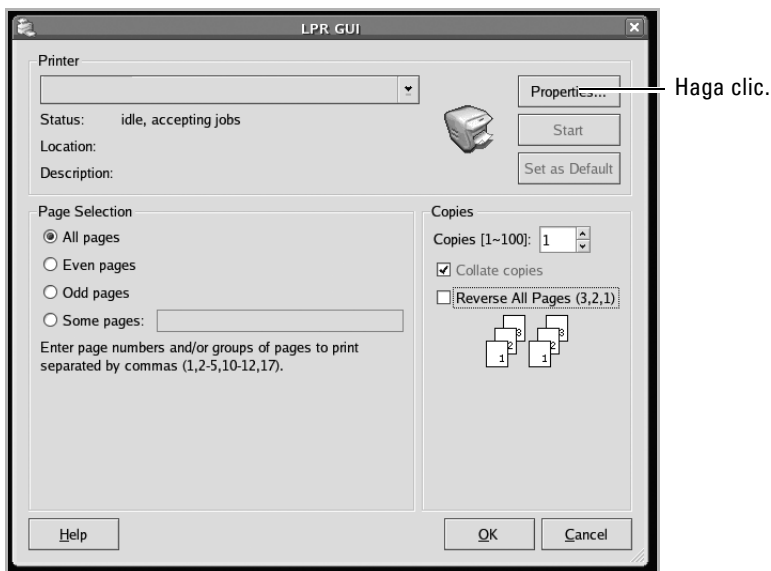 LPR GUI
Printer
Properties...
Haga clic.
Status: idle, accepting jobs
Start
Location:
Description:
Set as Default
Page Selection
All pages
Even pages
Odd pages
Some pages:
Enter page numbers and/or groups of pages to print
separated by commas (1,2-5,10-12,17).
Copies
Copies [1~100]: 1
Collate copies
Reverse All Pages (3,2,1)
3 3
2 2
1 1
Help
OK
Cancel